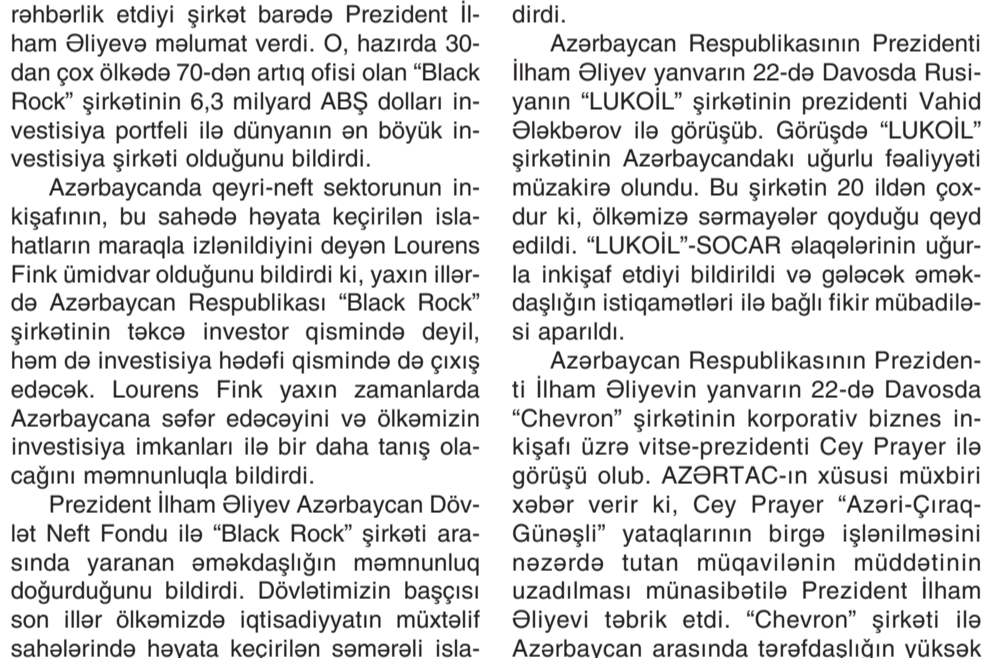 rəhbərlik etdiyi şirkət barədə Prezident İl-
ham Əliyevə məlumat verdi. O, hazırda 30-
dan çox ölkədə 70-dən artıq ofisi olan “Black
Rock” şirkətinin 6,3 milyard ABŞ dolları in-
vestisiya portfeli ilə dünyanın ən böyük in-
vestisiya şirkəti olduğunu bildirdi.
Azərbaycanda qeyri-neft sektorunun in-
kişafının, bu sahədə həyata keçirilən isla-
hatların maraqla izlənildiyini deyən Lourens
Fink ümidvar olduğunu bildirdi ki, yaxın illər-
də Azərbaycan Respublikası “Black Rock”
şirkətinin təkcə investor qismində deyil,
həm də investisiya hədəfi qismində də çıxış
edəcək. Lourens Fink yaxın zamanlarda
Azərbaycana səfər edəcəyini və ölkəmizin
investisiya imkanları ilə bir daha tanış ola-
cağını məmnunluqla bildirdi.
Prezident İlham Əliyev Azərbaycan Döv-
lət Neft Fondu ilə “Black Rock” şirkəti ara-
sında yaranan əməkdaşlığın məmnunluq
doğurduğunu bildirdi. Dövlətimizin başçısı
son illər ölkəmizdə iqtisadiyyatın müxtəlif
sahələrində həyata keçirilən səmərəli isla-
dirdi.
Azərbaycan Respublikasının Prezidenti
İlham Əliyev yanvarın 22-də Davosda Rusi-
yanın “LUKOİL” şirkətinin prezidenti Vahid
Ələkbərov ilə görüşüb. Görüşdə “LUKOİL”
şirkətinin Azərbaycandakı uğurlu fəaliyyəti
müzakirə olundu. Bu şirkətin 20 ildən çox-
dur ki, ölkəmizə sərmayələr qoyduğu qeyd
edildi. “LUKOİL”-SOCAR əlaqələrinin uğur-
la inkişaf etdiyi bildirildi və gələcək əmək-
daşlığın istiqamətləri ilə bağlı fikir mübadilə-
si aparıldı.
Azərbaycan Respublikasının Preziden-
ti İlham Əliyevin yanvarın 22-də Davosda
“Chevron” şirkətinin korporativ biznes in-
kişafı üzrə vitse-prezidenti Cey Prayer ilə
görüşü olub. AZƏRTAC-ın xüsusi müxbiri
xəbər verir ki, Cey Prayer “Azəri-Çıraq-
Günəşli” yataqlarının birgə işlənilməsini
nəzərdə tutan müqavilənin müddətinin
uzadılması münasibətilə Prezident İlham
Əliyevi təbrik etdi. “Chevron” şirkəti ilə
Azərbaycan arasında tərəfdaşlığın yüksək